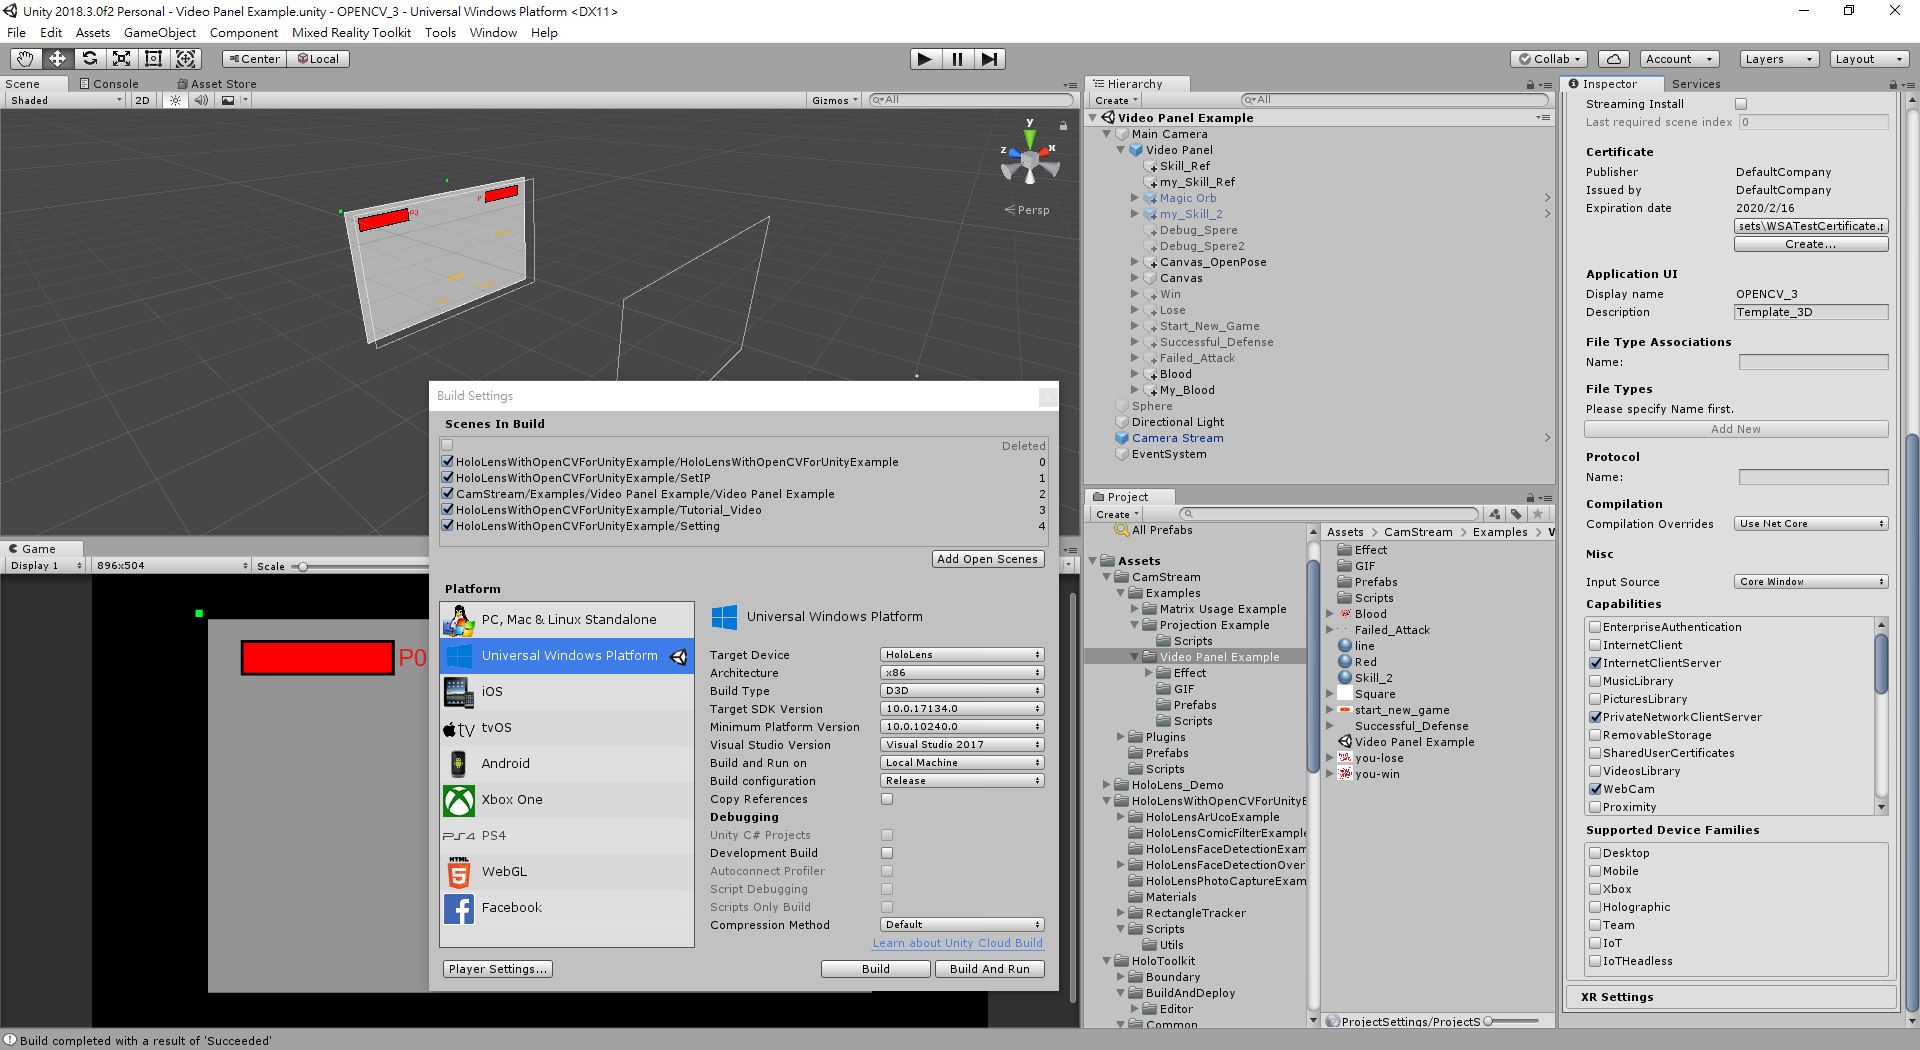 Unity 2018.3.0f2 Personal - Video Panel Example.unity - OPENCV_3 - Universal Windows Platform <DX11>
File Edit Assets GameObject Component Mixed Reality Toolkit Tools Window Help
Center Local
Collab Account Layers Layout
Scene Console Asset Store
Shaded 2D Gizmos All
y
z x
Persp
P0
Build Settings
Scenes In Build
Deleted
HoloLensWithOpenCVForUnityExample/HoloLensWithOpenCVForUnityExample 0
HoloLensWithOpenCVForUnityExample/SetIP 1
CamStream/Examples/Video Panel Example/Video Panel Example 2
HoloLensWithOpenCVForUnityExample/Tutorial_Video 3
HoloLensWithOpenCVForUnityExample/Setting 4
Add Open Scenes
Platform
PC, Mac & Linux Standalone
Universal Windows Platform
iOS
tv tvOS
Android
Xbox One
PS4
HTML 5 WebGL
Facebook
Universal Windows Platform
Target Device HoloLens
Architecture x86
Build Type D3D
Target SDK Version 10.0.17134.0
Minimum Platform Version 10.0.10240.0
Visual Studio Version Visual Studio 2017
Build and Run on Local Machine
Build configuration Release
Copy References
Debugging
Unity C# Projects
Development Build
Autoconnect Profiler
Script Debugging
Scripts Only Build
Compression Method Default
Learn about Unity Cloud Build
Player Settings... Build Build And Run
Game
Display 1 896x504 Scale
P0
Hierarchy
Create All
Video Panel Example
Main Camera
Video Panel
Skill_Ref
my_Skill_Ref
Magic Orb
my_Skill_2
Debug_Spere
Debug_Spere2
Canvas_OpenPose
Canvas
Win
Lose
Start_New_Game
Successful_Defense
Failed_Attack
Blood
My_Blood
Sphere
Directional Light
Camera Stream
EventSystem
Project
Create
All Prefabs
Assets
CamStream
Examples
Matrix Usage Example
Projection Example
Scripts
Video Panel Example
Effect
GIF
Prefabs
Scripts
Plugins
Prefabs
Scripts
HoloLens_Demo
HoloLensWithOpenCVForUnityE
HoloLensArUcoExample
HoloLensComicFilterExample
HoloLensFaceDetectionExam
HoloLensFaceDetectionOver
HoloLensPhotoCaptureExam
Materials
RectangleTracker
Scripts
Utils
HoloToolkit
Boundary
BuildAndDeploy
Editor
Common
Assets CamStream Examples V
Effect
GIF
Prefabs
Scripts
Blood
Failed_Attack
line
Red
Skill_2
Square
start_new_game
Successful_Defense
Video Panel Example
you-lose
you-win
ProjectSettings/ProjectS
Inspector Services
Streaming Install
Last required scene index 0
Certificate
Publisher DefaultCompany
Issued by DefaultCompany
Expiration date 2020/2/16
sets\WSATestCertificate.p
Create...
Application UI
Display name OPENCV_3
Description Template_3D
File Type Associations
Name:
File Types
Please specify Name first.
Add New
Protocol
Name:
Compilation
Compilation Overrides Use Net Core
Misc
Input Source Core Window
Capabilities
EnterpriseAuthentication
InternetClient
InternetClientServer
MusicLibrary
PicturesLibrary
PrivateNetworkClientServer
RemovableStorage
SharedUserCertificates
VideosLibrary
WebCam
Proximity
Supported Device Families
Desktop
Mobile
Xbox
Holographic
Team
IoT
IoTHeadless
XR Settings
Build completed with a result of 'Succeeded'